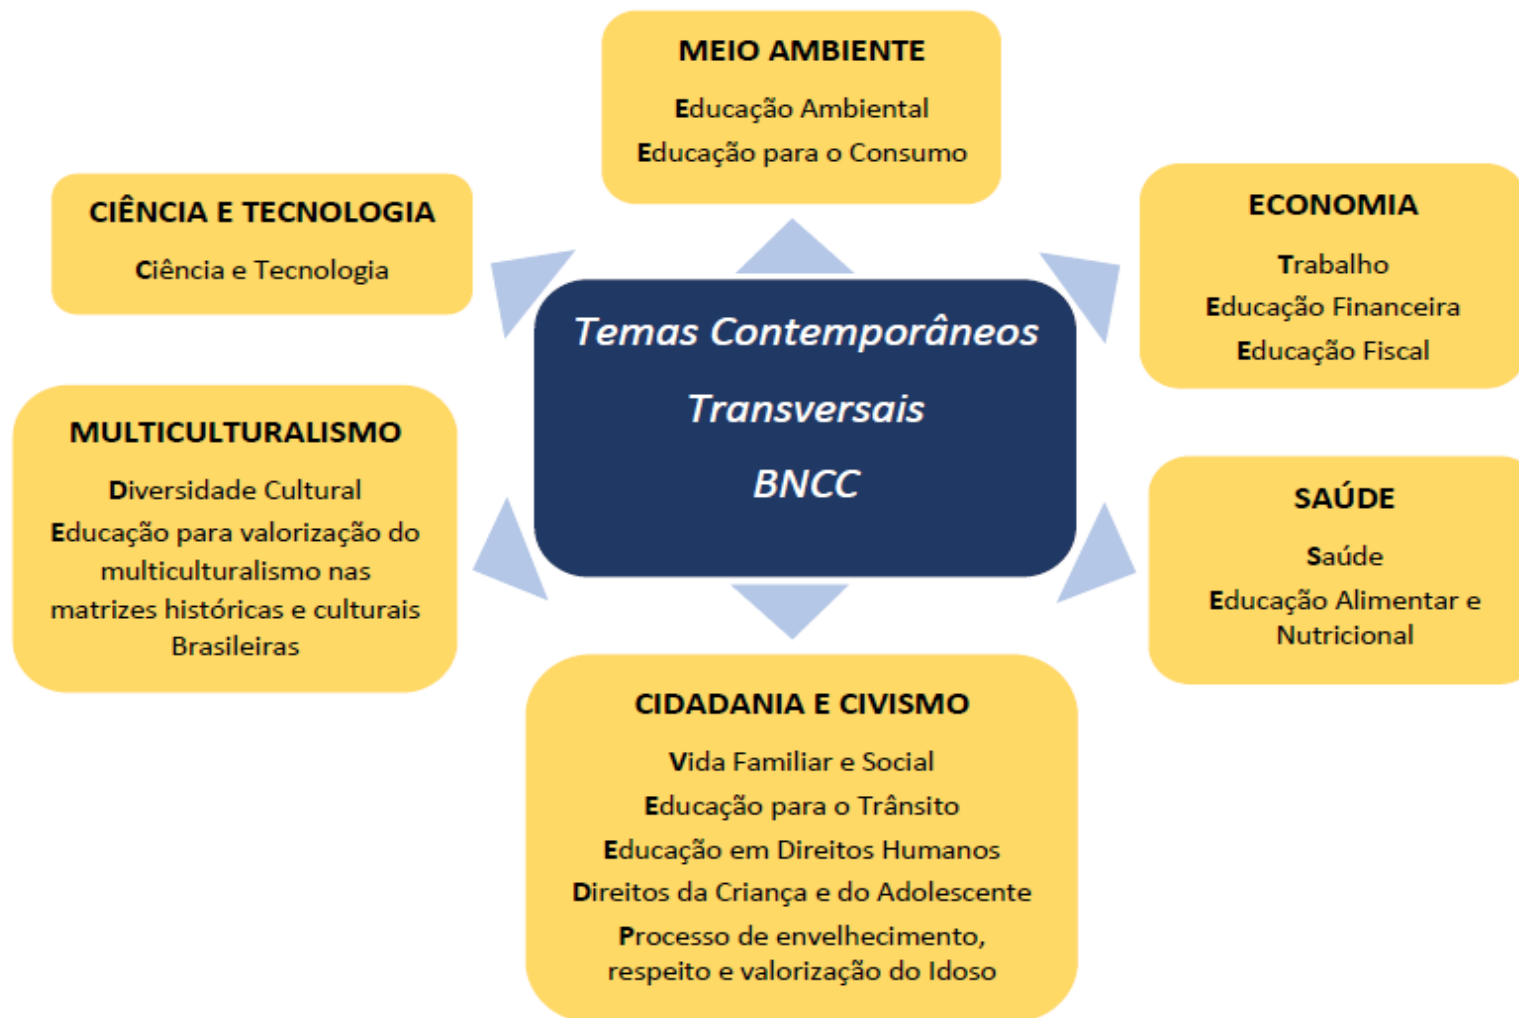 MEIO AMBIENTE
Educação Ambiental
Educação para o Consumo
CIÊNCIA E TECNOLOGIA
Ciência e Tecnologia
ECONOMIA
Trabalho
Educação Financeira
Educação Fiscal
Temas Contemporâneos
Transversais
BNCC
MULTICULTURALISMO
Diversidade Cultural
Educação para valorização do
multiculturalismo nas
matrizes históricas e culturais
Brasileiras
SAÚDE
Saúde
Educação Alimentar e
Nutricional
CIDADANIA E CIVISMO
Vida Familiar e Social
Educação para o Trânsito
Educação em Direitos Humanos
Direitos da Criança e do Adolescente
Processo de envelhecimento,
respeito e valorização do Idoso